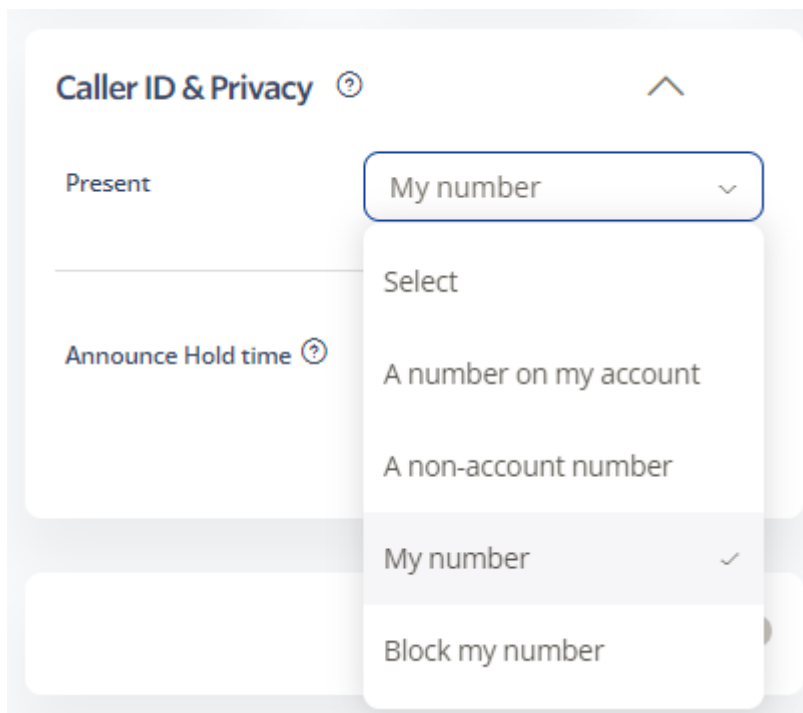 Caller ID & Privacy
Present
My number
Select
A number on my account
A non-account number
My number
Block my number
Announce Hold time